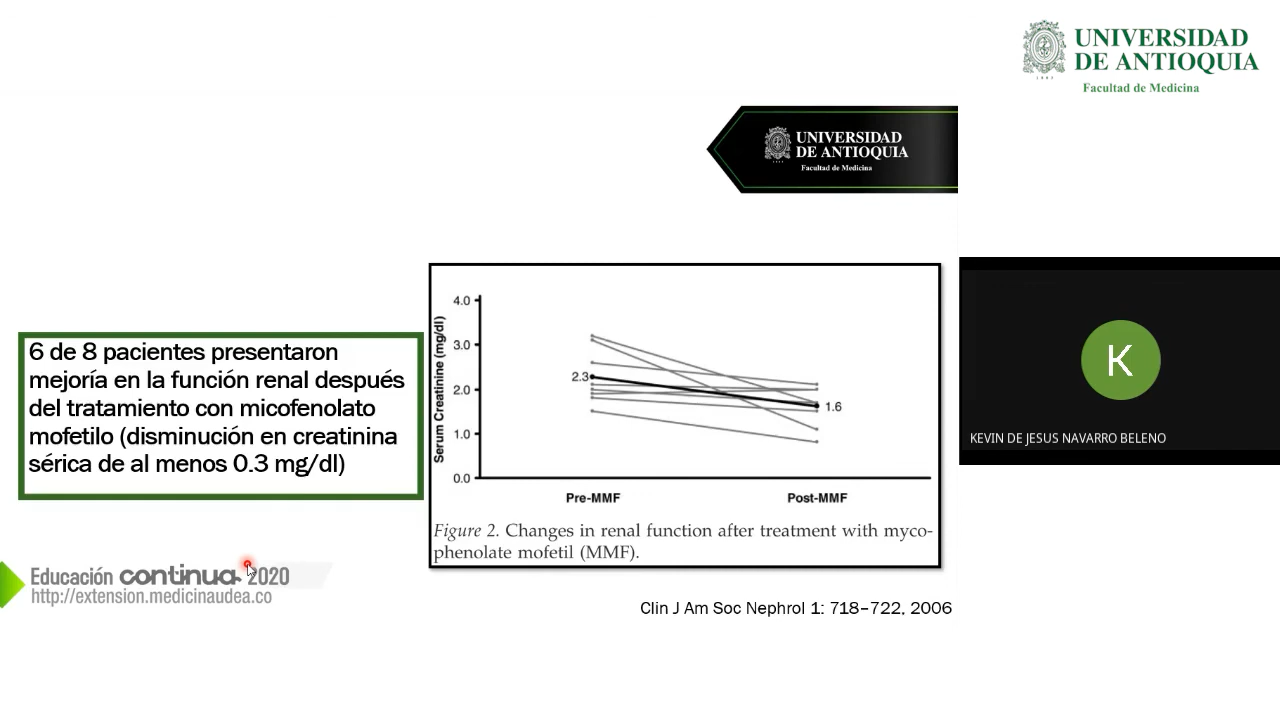 UNIVERSIDAD
DE ANTIOQUIA
1803
Facultad de Medicina
UNIVERSIDAD
DE ANTIOQUIA
Facultad de Medicina
6 de 8 pacientes presentaron
mejoría en la función renal después
del tratamiento con micofenolato
mofetilo (disminución en creatinina
sérica de al menos 0.3 mg/dl)
Serum Creatinine (mg/dl)
4.0
3.0
2.0
1.0
0.0
2.3
1.6
Pre-MMF
Post-MMF
Figure 2. Changes in renal function after treatment with myco-
phenolate mofetil (MMF).
K
KEVIN DE JESUS NAVARRO BELENO
Educación continua 2020
http://extension.medicinaudea.co
Clin J Am Soc Nephrol 1: 718–722, 2006